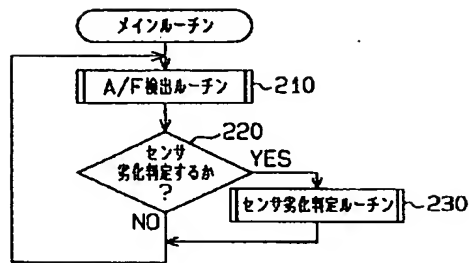 メインルーチン
A/F検出ルーチン
210
220
センサ
劣化判定するか
?
YES
センサ劣化判定ルーチン
230
NO